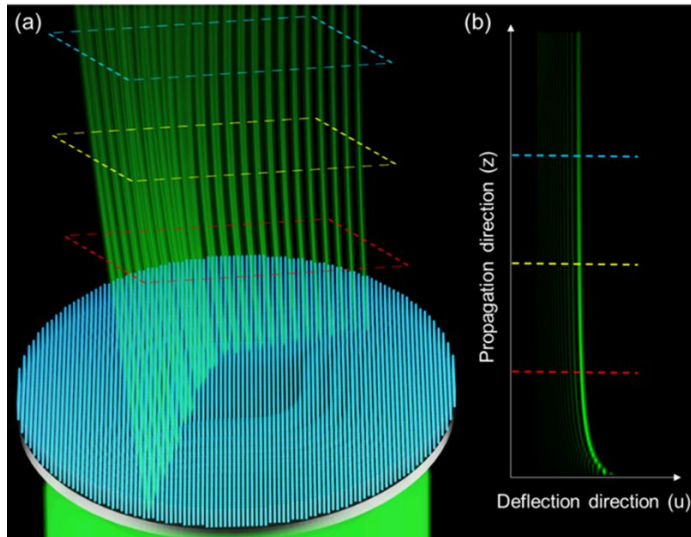 (a)
(b)
Propagation direction (z)
Deflection direction (u)